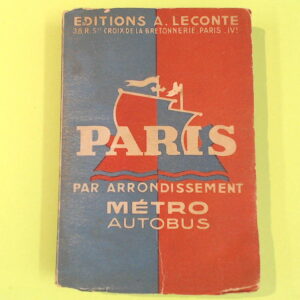 EDITIONS A. LECONTE
38.R. STE CROIX DE LA BRETONNERIE. PARIS. IVE
PARIS
PAR ARRONDISSEMENT
MÉTRO
AUTOBUS